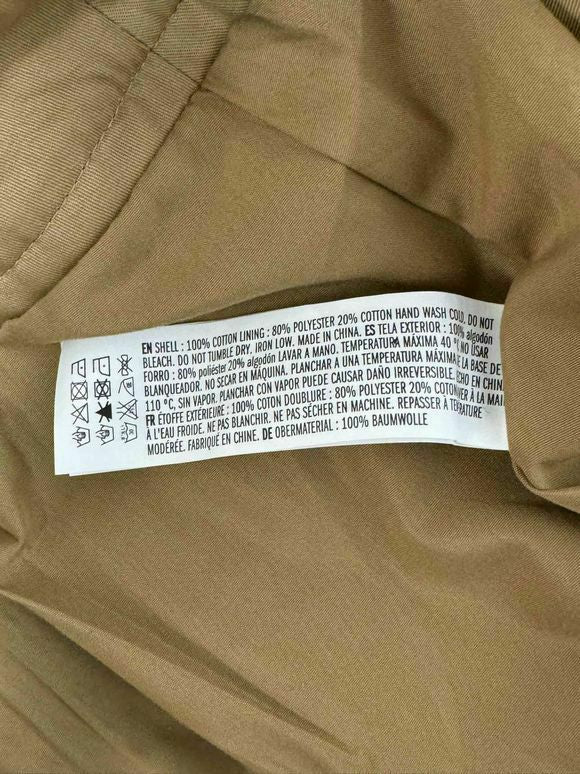 EN SHELL : 100% COTTON LINING : 80% POLYESTER 20% COTTON HAND WASH COLD. DO NOT
BLEACH. DO NOT TUMBLE DRY. IRON LOW. MADE IN CHINA. ES TELA EXTERIOR : 100% algodón
FORRO : 80% poliéster 20% algodón LAVAR A MANO. TEMPERATURA MÁXIMA 40 °C NO USAR
BLANQUEADOR. NO SECAR EN MÁQUINA. PLANCHAR A UNA TEMPERATURA MÁXIMA LA BASE DE
110 °C, SIN VAPOR. PLANCHAR CON VAPOR PUEDE CAUSAR DAÑO IRREVERSIBLE. EN CHIN
FR ÉTOFFE EXTÉRIEURE : 100% COTON DOUBLURE : 80% POLYESTER 20% COTON LA MAI
À L'EAU FROIDE. NE PAS BLANCHIR. NE PAS SÉCHER EN MACHINE. REPASSER À TEMPÉRATURE
MODÉRÉE. FABRIQUÉ EN CHINE. DE OBERMATERIAL : 100% BAUMWOLLE